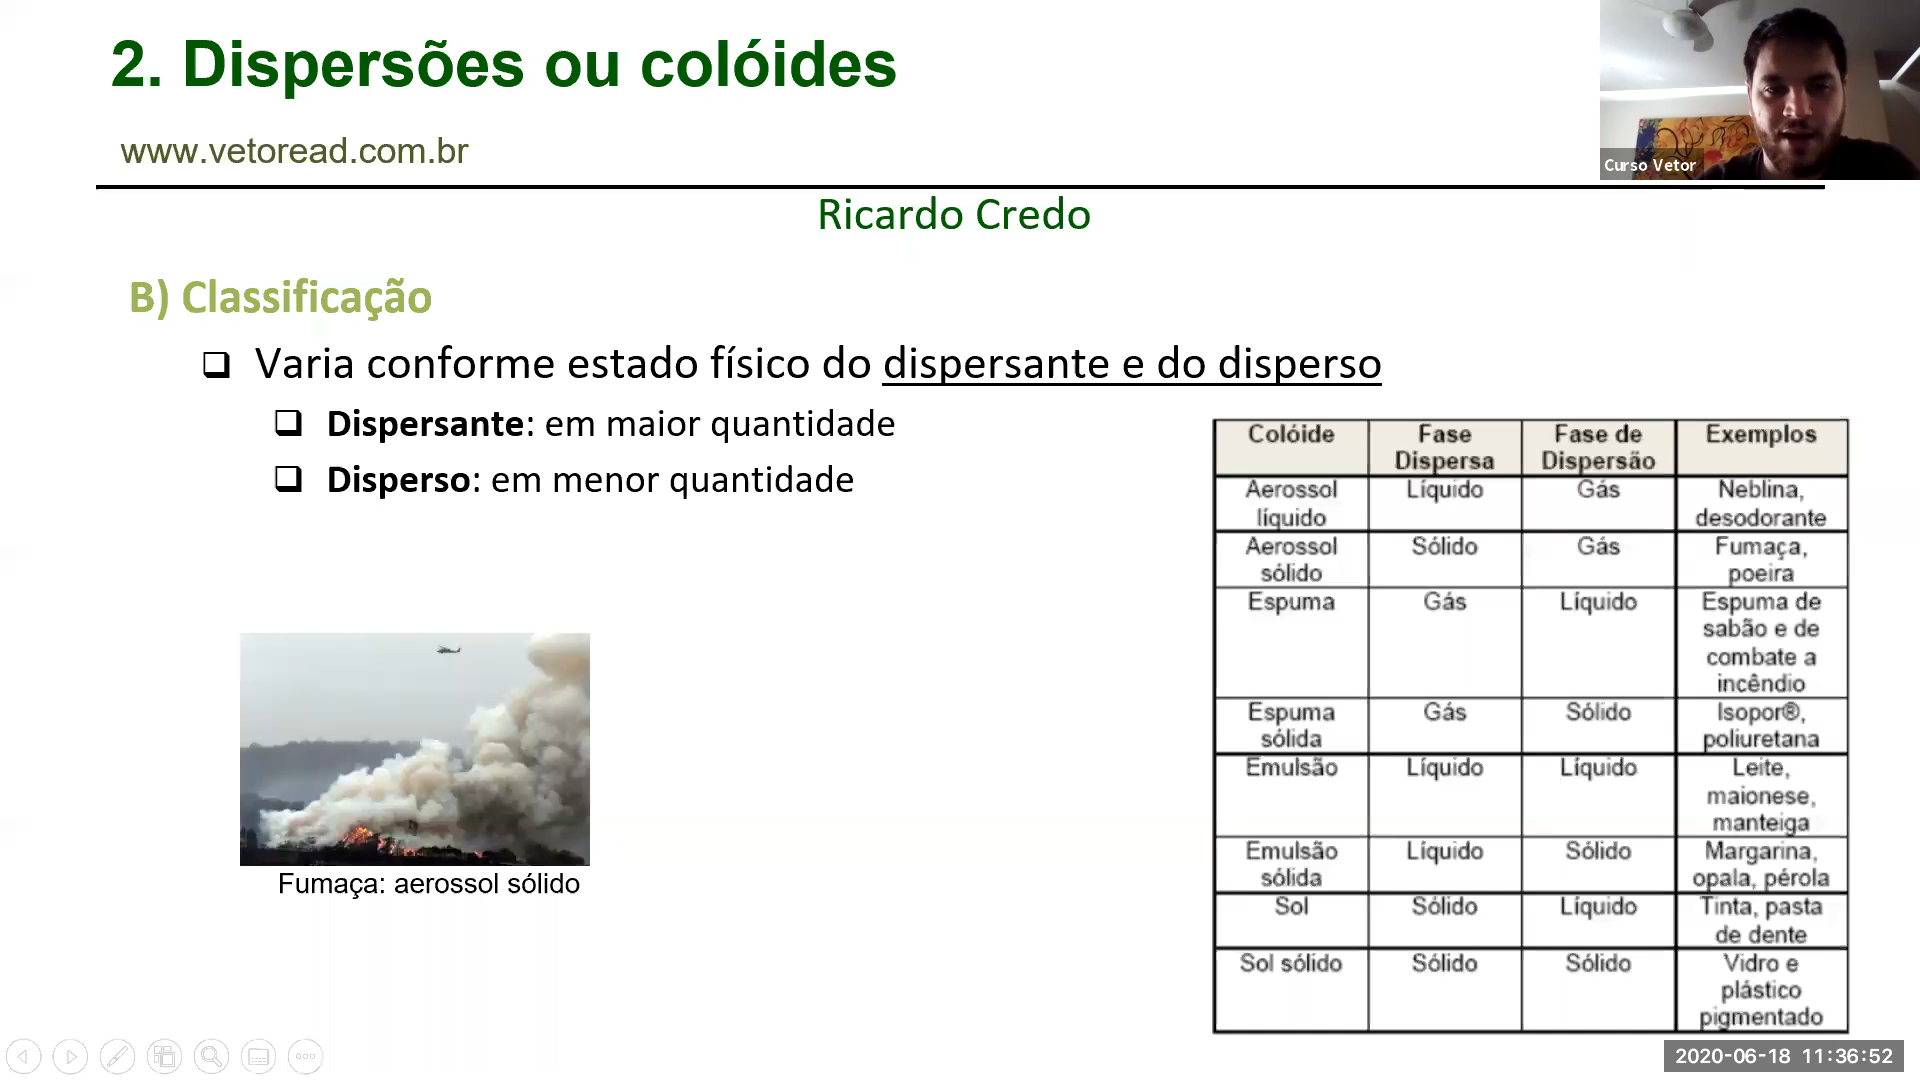 2. Dispersões ou colóides
www.vetoread.com.br
Curso Vetor
Ricardo Credo
B) Classificação
Varia conforme estado físico do dispersante e do disperso
Dispersante: em maior quantidade
Disperso: em menor quantidade
Fumaça: aerossol sólido
Colóide Fase Dispersa Fase de Dispersão Exemplos
Aerossol líquido Líquido Gás Neblina, desodorante
Aerossol sólido Sólido Gás Fumaça, poeira
Espuma Gás Líquido Espuma de sabão e de combate a incêndio
Espuma sólida Gás Sólido Isopor®, poliuretana
Emulsão Líquido Líquido Leite, maionese, manteiga
Emulsão sólida Líquido Sólido Margarina, opala, pérola
Sol Sólido Líquido Tinta, pasta de dente
Sol sólido Sólido Sólido Vidro e plástico pigmentado
2020-06-18 11:36:52